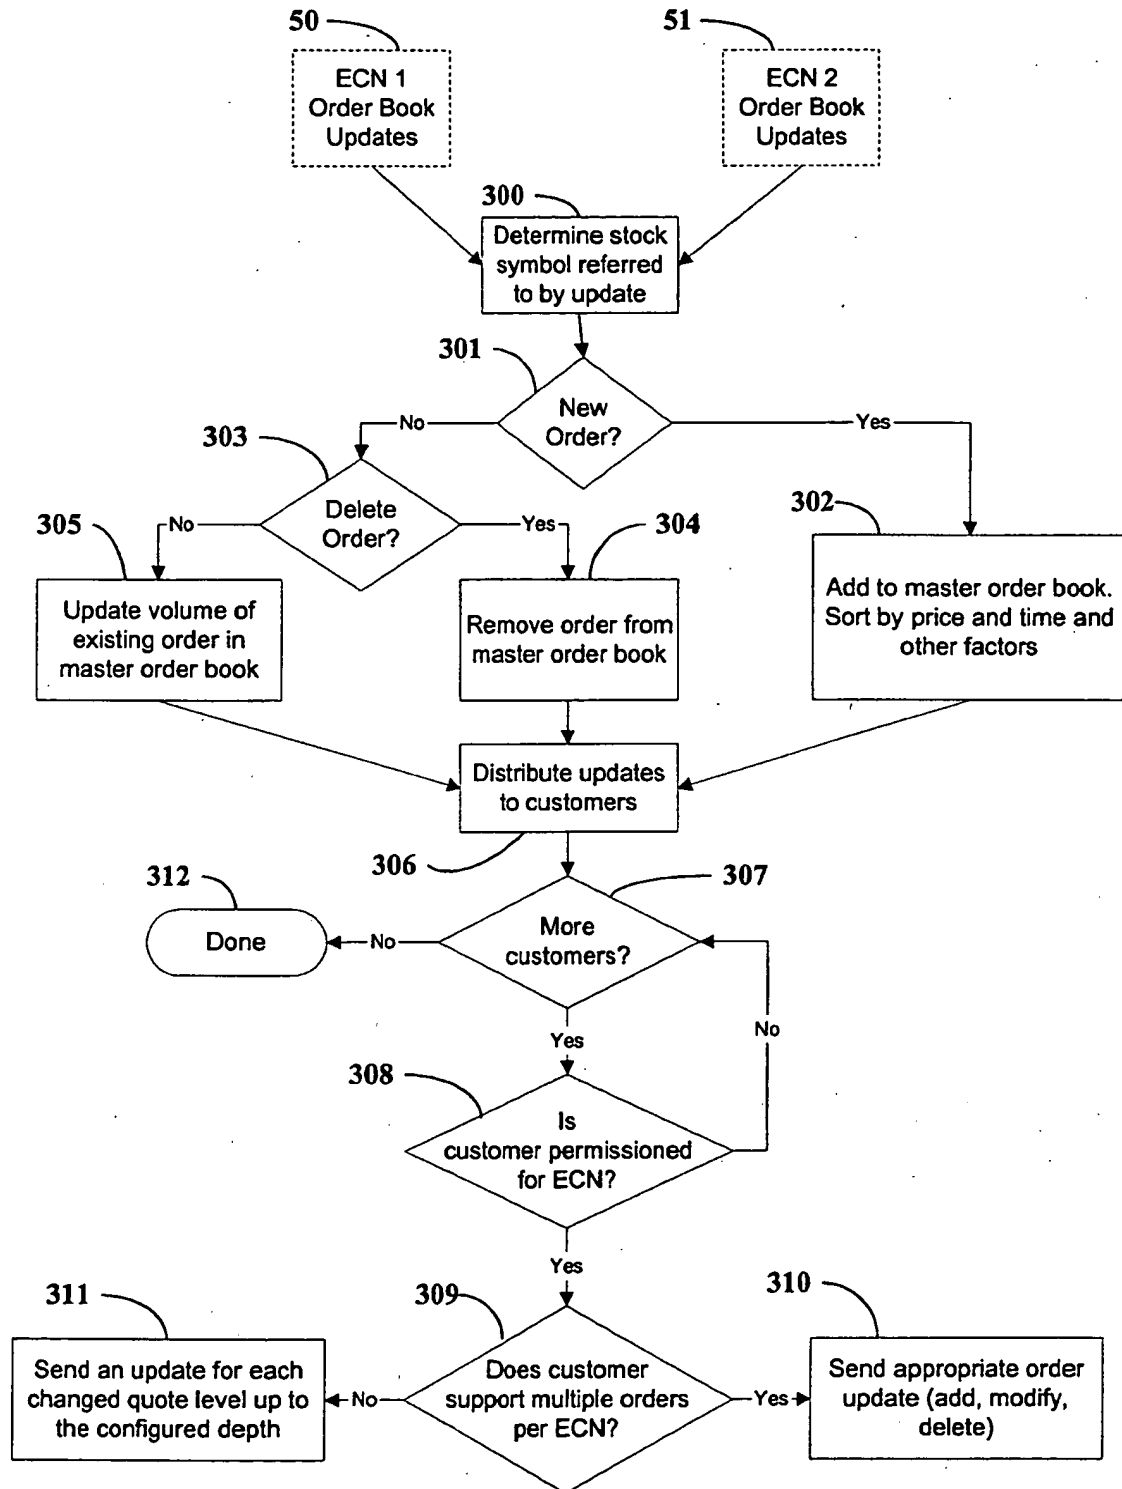 50
51
ECN 1
Order Book
Updates
ECN 2
Order Book
Updates
300
Determine stock
symbol referred
to by update
301
New
Order?
No
Yes
303
Delete
Order?
No
Yes
305
304
302
Update volume of
existing order in
master order book
Remove order from
master order book
Add to master order book.
Sort by price and time and
other factors
Distribute updates
to customers
306
307
312
Done
No
More
customers?
Yes
No
308
Is
customer permissioned
for ECN?
Yes
311
309
310
Send an update for each
changed quote level up to
the configured depth
No
Does customer
support multiple orders
per ECN?
Yes
Send appropriate order
update (add, modify,
delete)